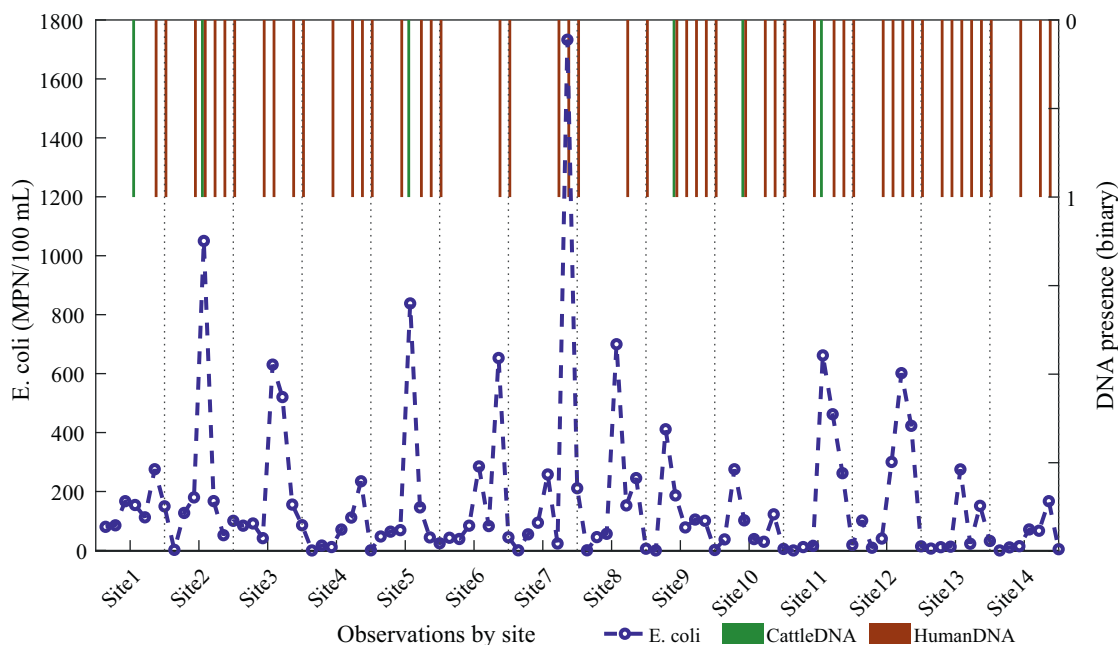 1800
1600
1400
1200
1000
800
600
400
200
0
E. coli (MPN/100 mL)
0
1
DNA presence (binary)
Site1
Site2
Site3
Site4
Site5
Site6
Site7
Site8
Site9
Site10
Site11
Site12
Site13
Site14
Observations by site
E. coli
CattleDNA
HumanDNA